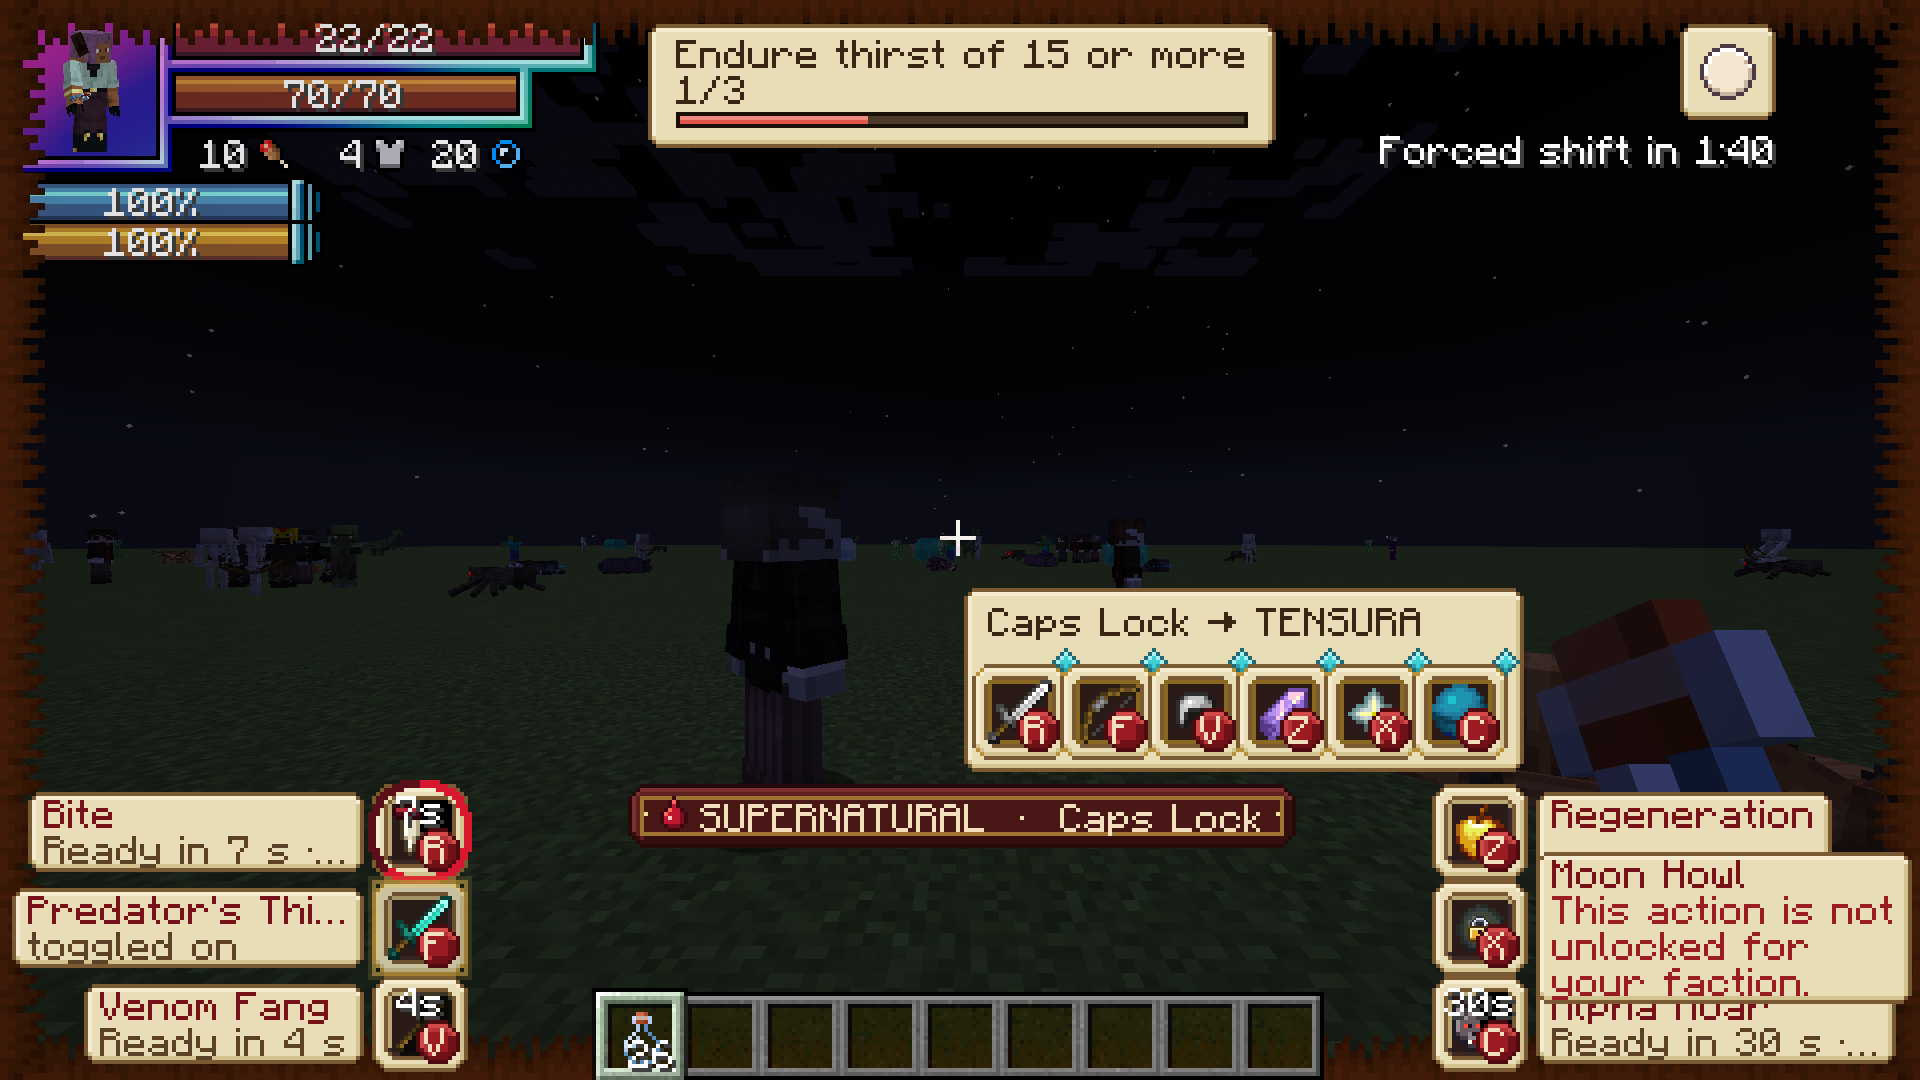 22/22
70/70
10
4
20
100%
100%
Endure thirst of 15 or more
1/3
Forced shift in 1:40
Caps Lock → TENSURA
R
F
V
Z
X
C
SUPERNATURAL · Caps Lock
Bite
Ready in 7 s ·...
7s
R
Predator's Thi...
toggled on
F
Venom Fang
Ready in 4 s
4s
V
Z
Regeneration
X
Moon Howl
This action is not
unlocked for
your faction.
30s
C
Alpha Roar
Ready in 30 s ·...
26